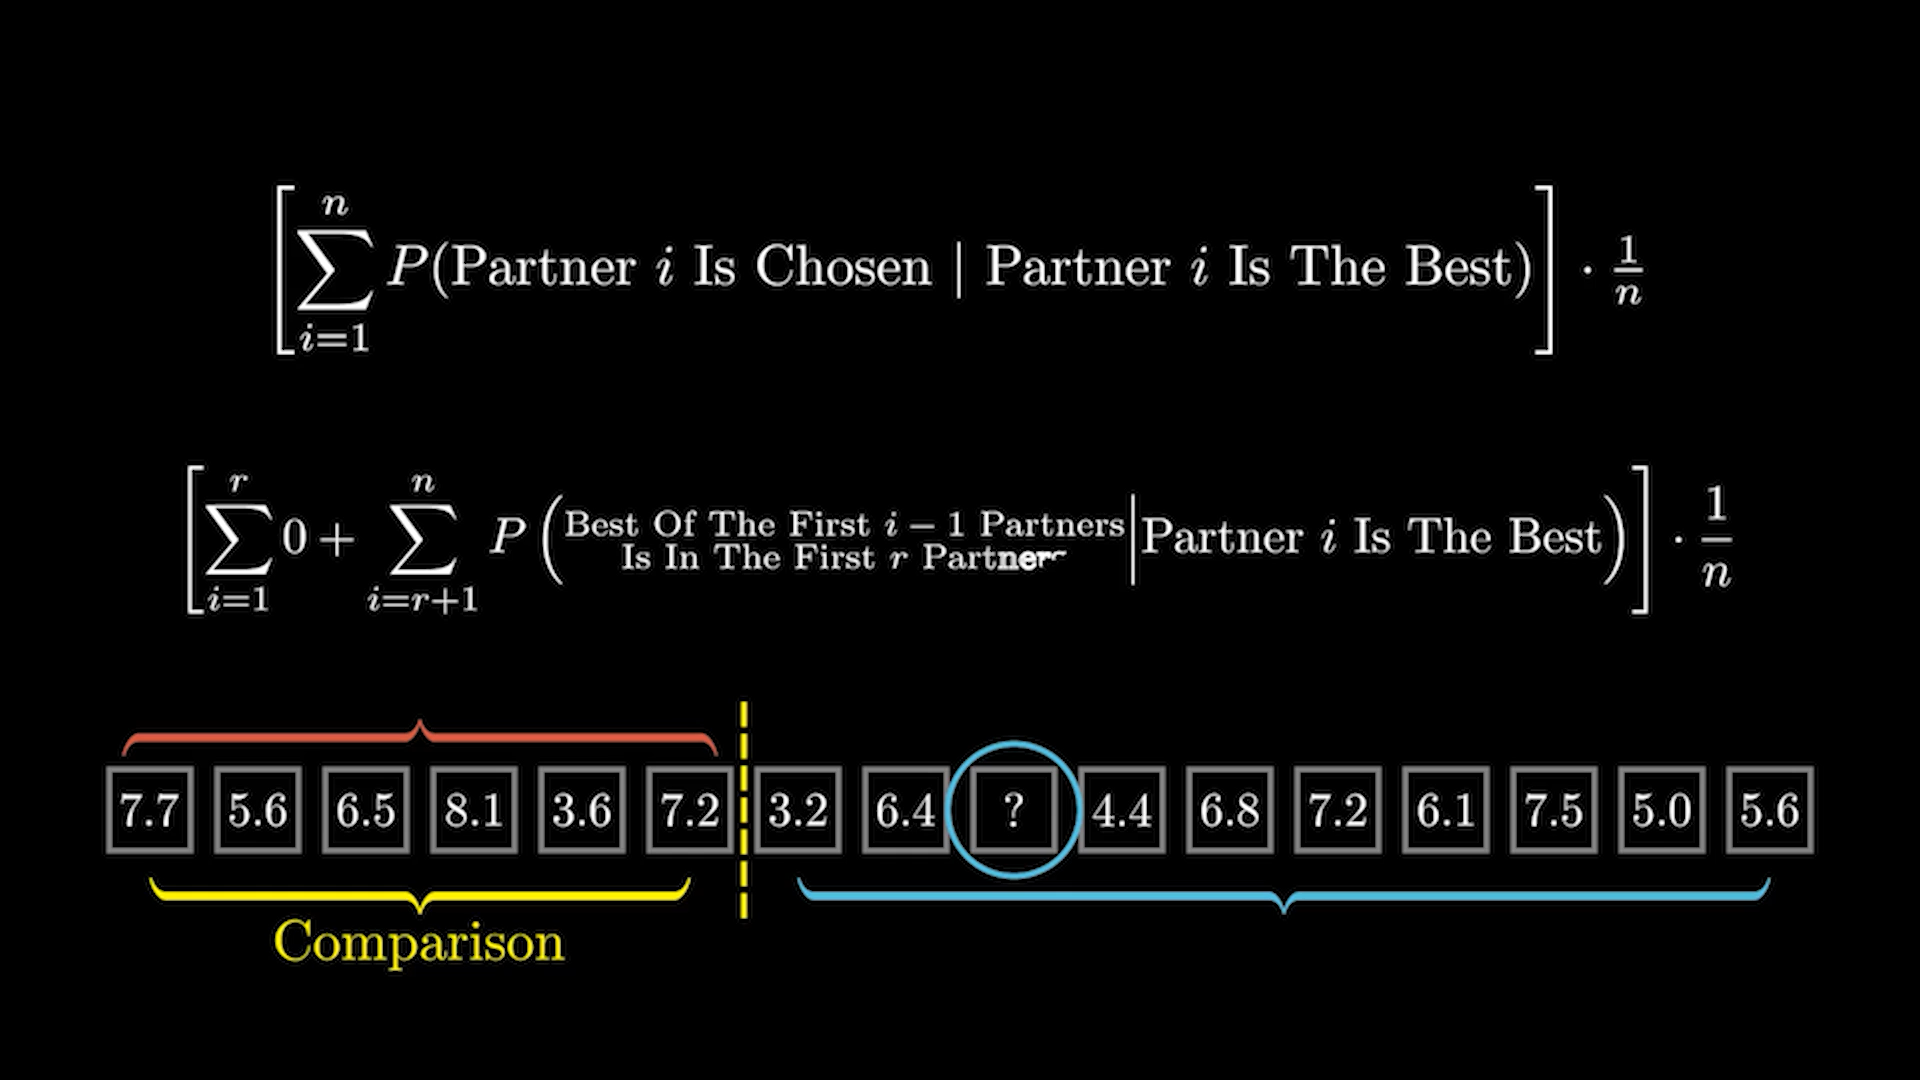 [∑_{i=1}^{n} P(Partner i Is Chosen | Partner i Is The Best)] · 1/n
[∑_{i=1}^{r} 0 + ∑_{i=r+1}^{n} P(Best Of The First i − 1 Partners
Is In The First r Partner | Partner i Is The Best)] · 1/n
7.7 5.6 6.5 8.1 3.6 7.2 3.2 6.4 ? 4.4 6.8 7.2 6.1 7.5 5.0 5.6
Comparison